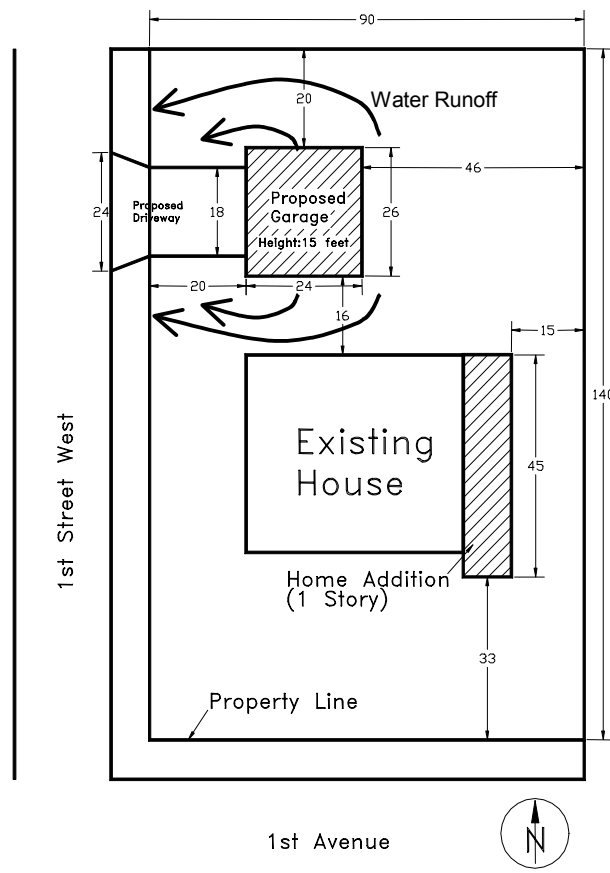 90
20
Water Runoff
46
24
Proposed
Driveway
18
Proposed
Garage
Height:15 feet
26
20
24
16
15
140
Existing
House
45
1st Street West
Home Addition
(1 Story)
33
Property Line
1st Avenue
N